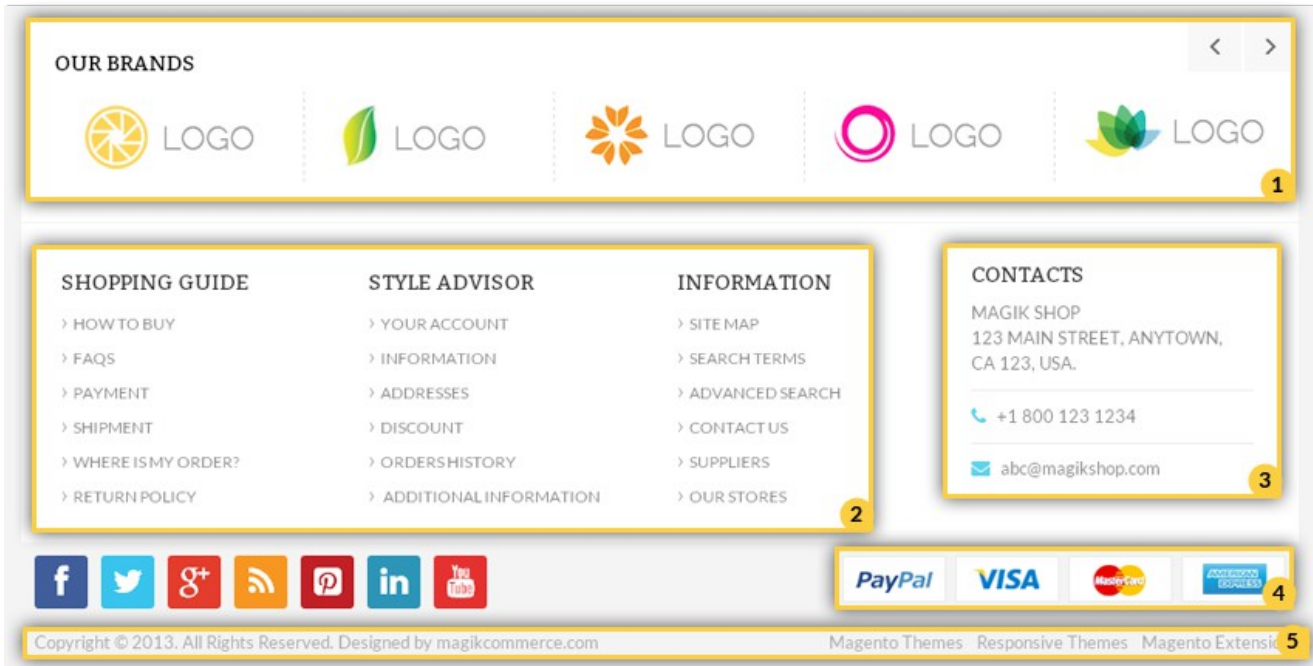 OUR BRANDS
LOGO LOGO LOGO LOGO LOGO
1
SHOPPING GUIDE
› HOW TO BUY
› FAQS
› PAYMENT
› SHIPMENT
› WHERE IS MY ORDER?
› RETURN POLICY
STYLE ADVISOR
› YOUR ACCOUNT
› INFORMATION
› ADDRESSES
› DISCOUNT
› ORDERS HISTORY
› ADDITIONAL INFORMATION
INFORMATION
› SITE MAP
› SEARCH TERMS
› ADVANCED SEARCH
› CONTACT US
› SUPPLIERS
› OUR STORES
2
CONTACTS
MAGIK SHOP
123 MAIN STREET, ANYTOWN,
CA 123, USA.
+1 800 123 1234
abc@magikshop.com
3
f g+ in You Tube
PayPal VISA MasterCard AMERICAN EXPRESS
4
Copyright © 2013. All Rights Reserved. Designed by magikcommerce.com
Magento Themes Responsive Themes Magento
5